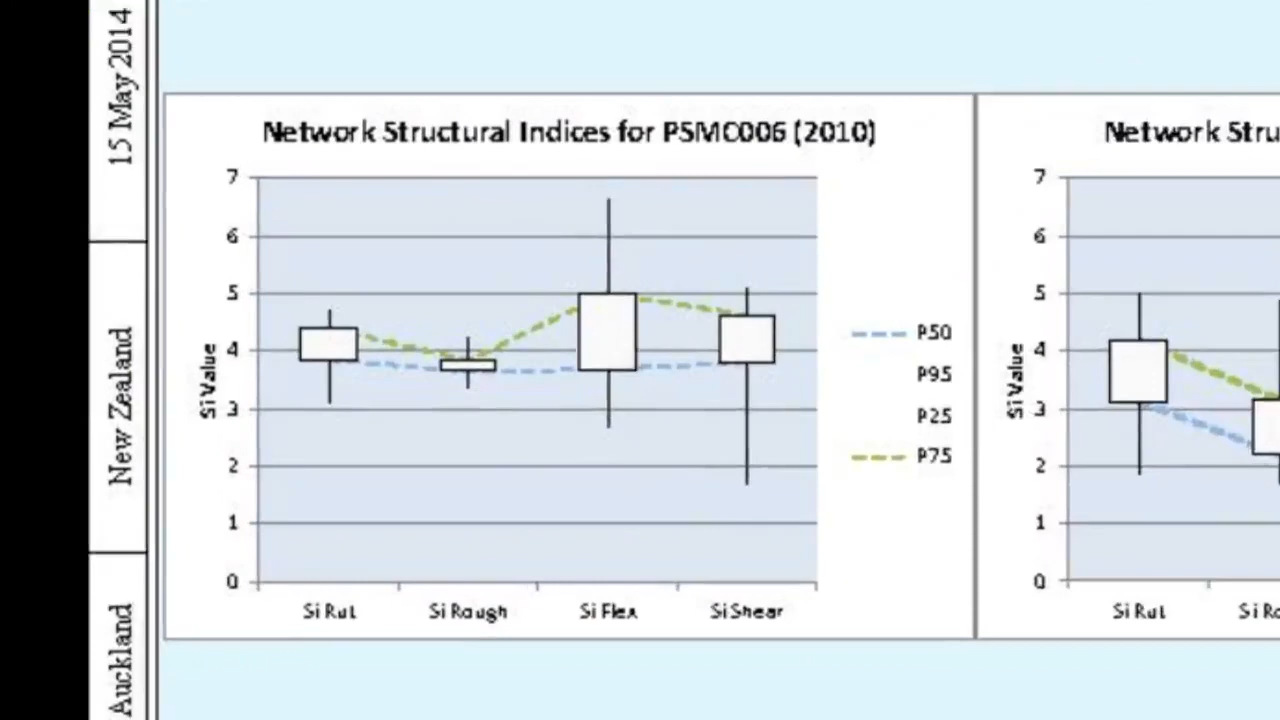 15 May 2014
New Zealand
Auckland
Network Structural Indices for PSMC006 (2010)
7
6
5
4
3
2
1
0
Si Value
Si Rut
Si Rough
Si Flex
Si Shear
P50
P95
P25
P75
Network Stru
7
6
5
4
3
2
1
0
Si Value
Si Rut
Si Ro